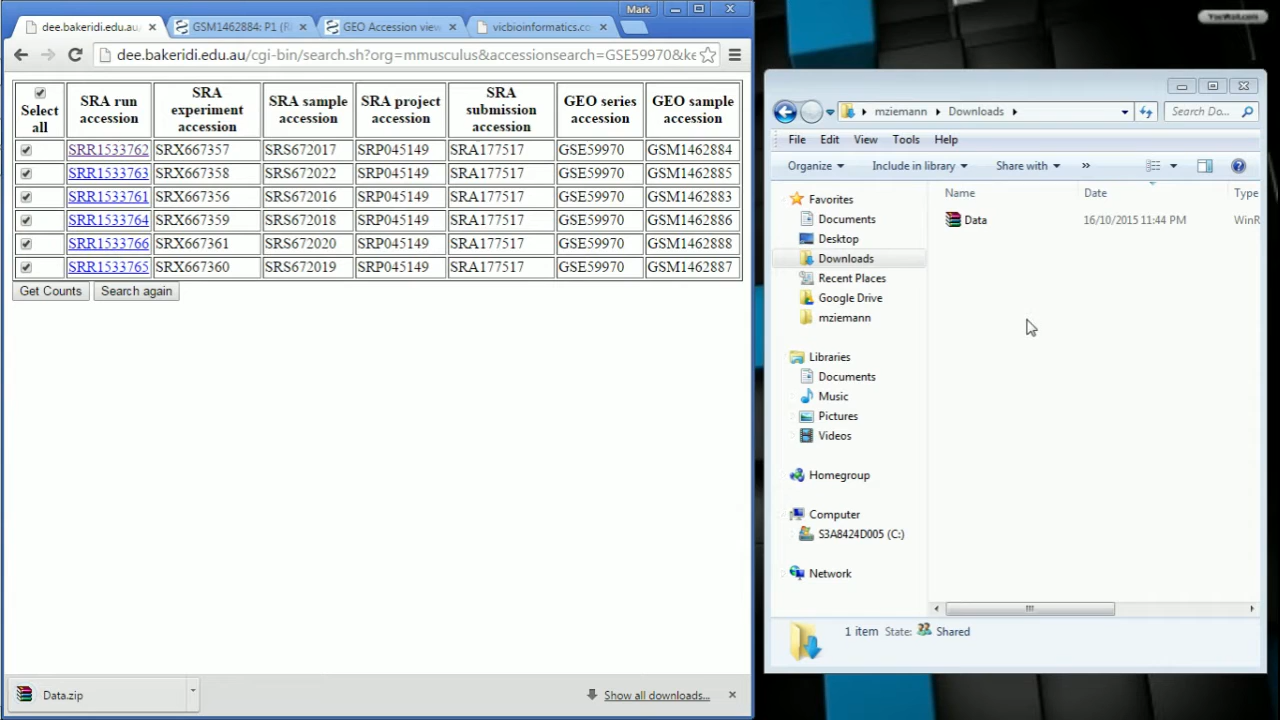 Mark
dee.bakeridi.edu.au/
GSM1462884: P1 (R
GEO Accession view
vicbioinformatics.co
dee.bakeridi.edu.au/cgi-bin/search.sh?org=mmusculus&accessionsearch=GSE59970&ke
Select all SRA run accession SRA experiment accession SRA sample accession SRA project accession SRA submission accession GEO series accession GEO sample accession
SRR1533762 SRX667357 SRS672017 SRP045149 SRA177517 GSE59970 GSM1462884
SRR1533763 SRX667358 SRS672022 SRP045149 SRA177517 GSE59970 GSM1462885
SRR1533761 SRX667356 SRS672016 SRP045149 SRA177517 GSE59970 GSM1462883
SRR1533764 SRX667359 SRS672018 SRP045149 SRA177517 GSE59970 GSM1462886
SRR1533766 SRX667361 SRS672020 SRP045149 SRA177517 GSE59970 GSM1462888
SRR1533765 SRX667360 SRS672019 SRP045149 SRA177517 GSE59970 GSM1462887
Get Counts Search again
Data.zip
Show all downloads...
mziemann Downloads
Search Do...
File Edit View Tools Help
Organize Include in library Share with »
Favorites
Documents
Desktop
Downloads
Recent Places
Google Drive
mziemann
Libraries
Documents
Music
Pictures
Videos
Homegroup
Computer
S3A8424D005 (C:)
Network
Name Date Type
Data 16/10/2015 11:44 PM WinR
1 item State: Shared